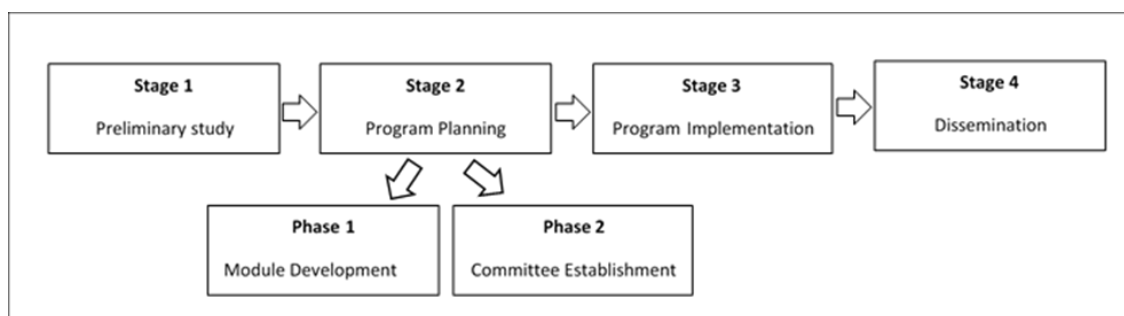 Stage 1
Preliminary study
Stage 2
Program Planning
Stage 3
Program Implementation
Stage 4
Dissemination
Phase 1
Module Development
Phase 2
Committee Establishment